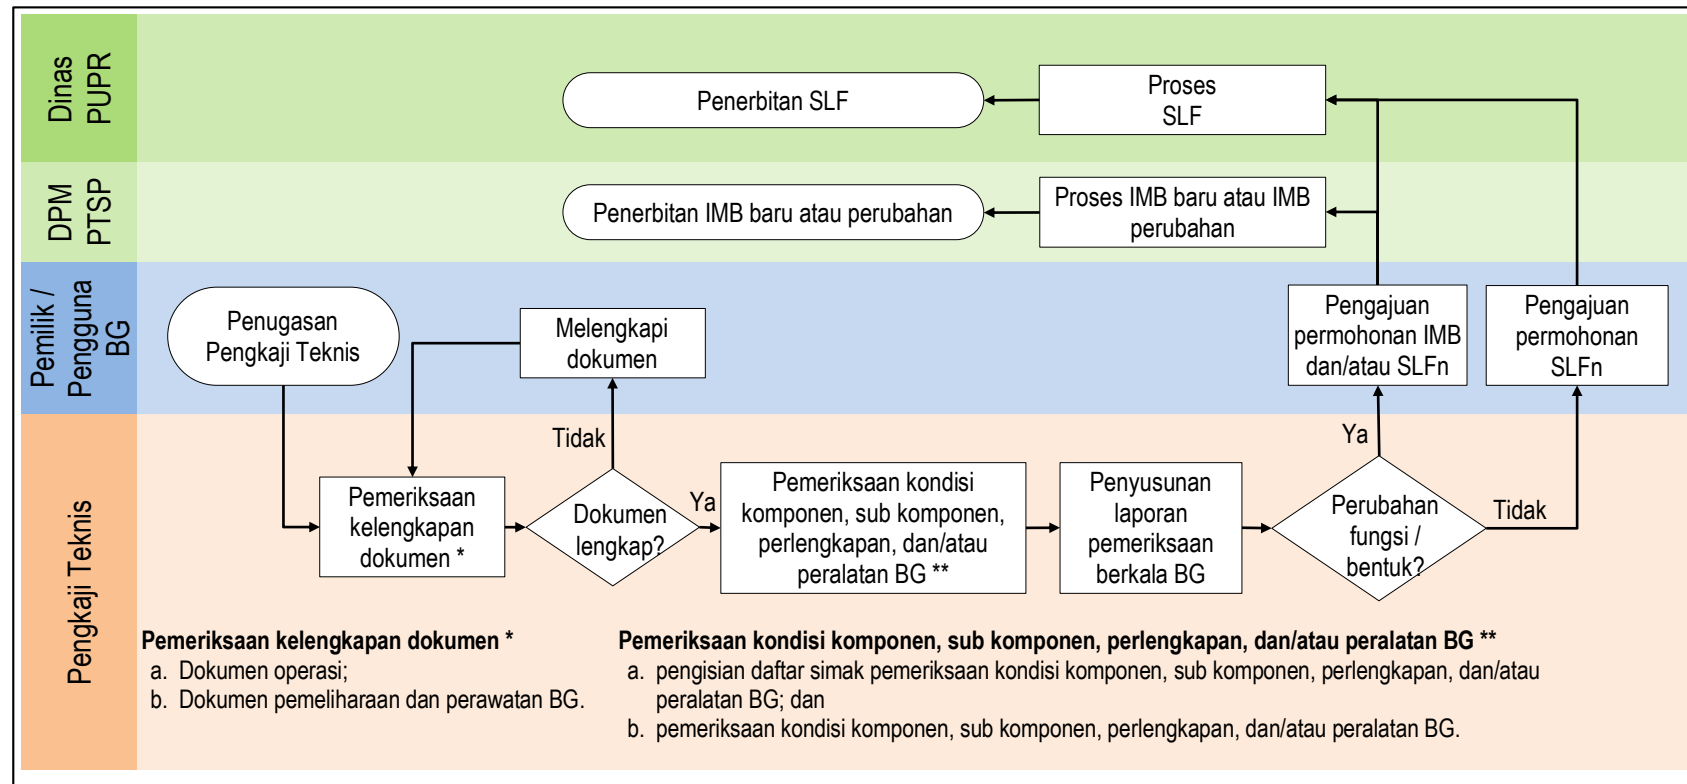 Dinas
PUPR
Penerbitan SLF
Proses
SLF
DPM
PTSP
Penerbitan IMB baru atau perubahan
Proses IMB baru atau IMB
perubahan
Pemilik /
Pengguna
BG
Penugasan
Pengkaji Teknis
Melengkapi
dokumen
Pengajuan
permohonan IMB
dan/atau SLFn
Pengajuan
permohonan
SLFn
Pengkaji Teknis
Pemeriksaan
kelengkapan
dokumen *
Tidak
Dokumen
lengkap?
Ya
Pemeriksaan kondisi
komponen, sub komponen,
perlengkapan, dan/atau
peralatan BG **
Penyusunan
laporan
pemeriksaan
berkala BG
Ya
Perubahan
fungsi /
bentuk?
Tidak
Pemeriksaan kelengkapan dokumen *
a. Dokumen operasi;
b. Dokumen pemeliharaan dan perawatan BG.
Pemeriksaan kondisi komponen, sub komponen, perlengkapan, dan/atau peralatan BG **
a. pengisian daftar simak pemeriksaan kondisi komponen, sub komponen, perlengkapan, dan/atau
peralatan BG; dan
b. pemeriksaan kondisi komponen, sub komponen, perlengkapan, dan/atau peralatan BG.